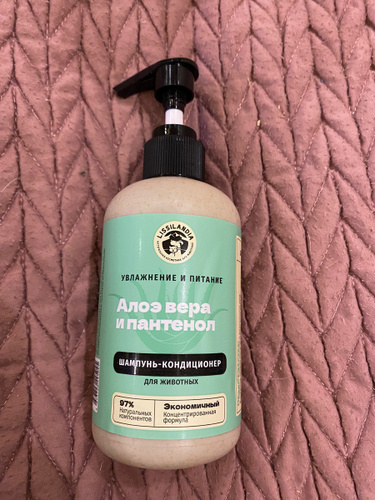 LISSILANDIA
УВЛАЖНЕНИЕ И ПИТАНИЕ
Алоэ вера
и пантенол
ШАМПУНЬ-КОНДИЦИОНЕР
ДЛЯ ЖИВОТНЫХ
97%
Натуральных
компонентов
Экономичный
Концентрированная
формула